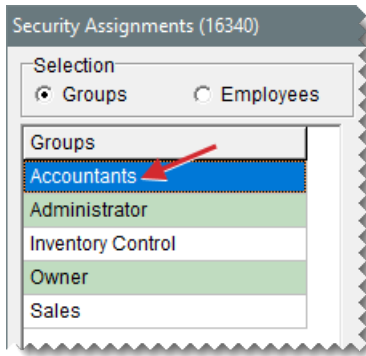 Security Assignments (16340)
Selection
Groups Employees
Groups
Accountants
Administrator
Inventory Control
Owner
Sales